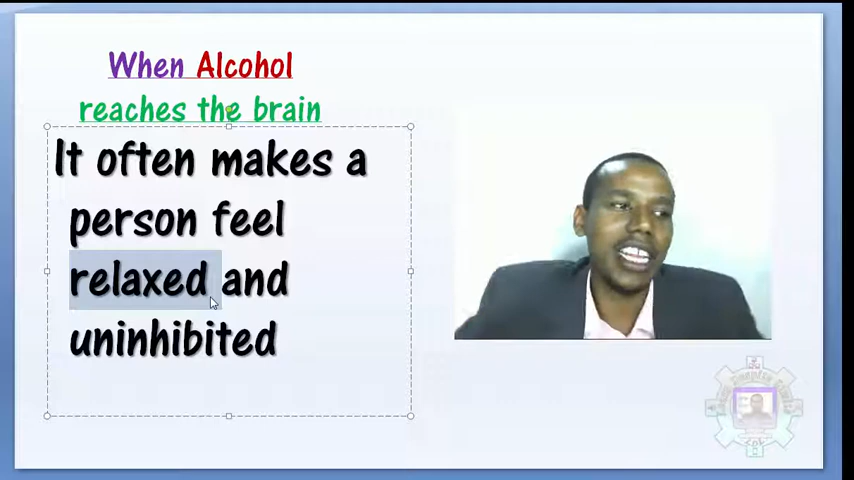 When Alcohol
reaches the brain
It often makes a
person feel
relaxed and
uninhibited